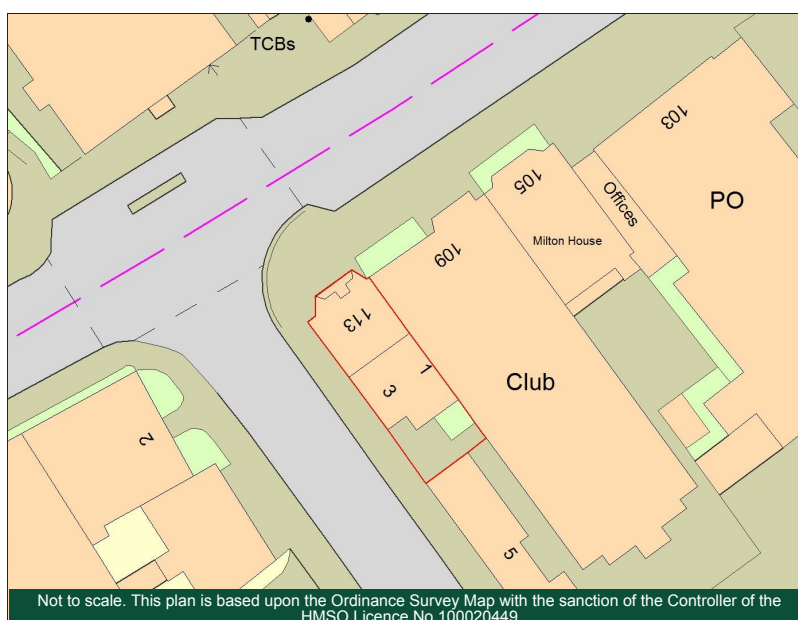 TCBs
103
105
Offices
PO
Milton House
109
113
Club
1
3
2
5
Not to scale. This plan is based upon the Ordinance Survey Map with the sanction of the Controller of the
HMSO Licence No 100020449